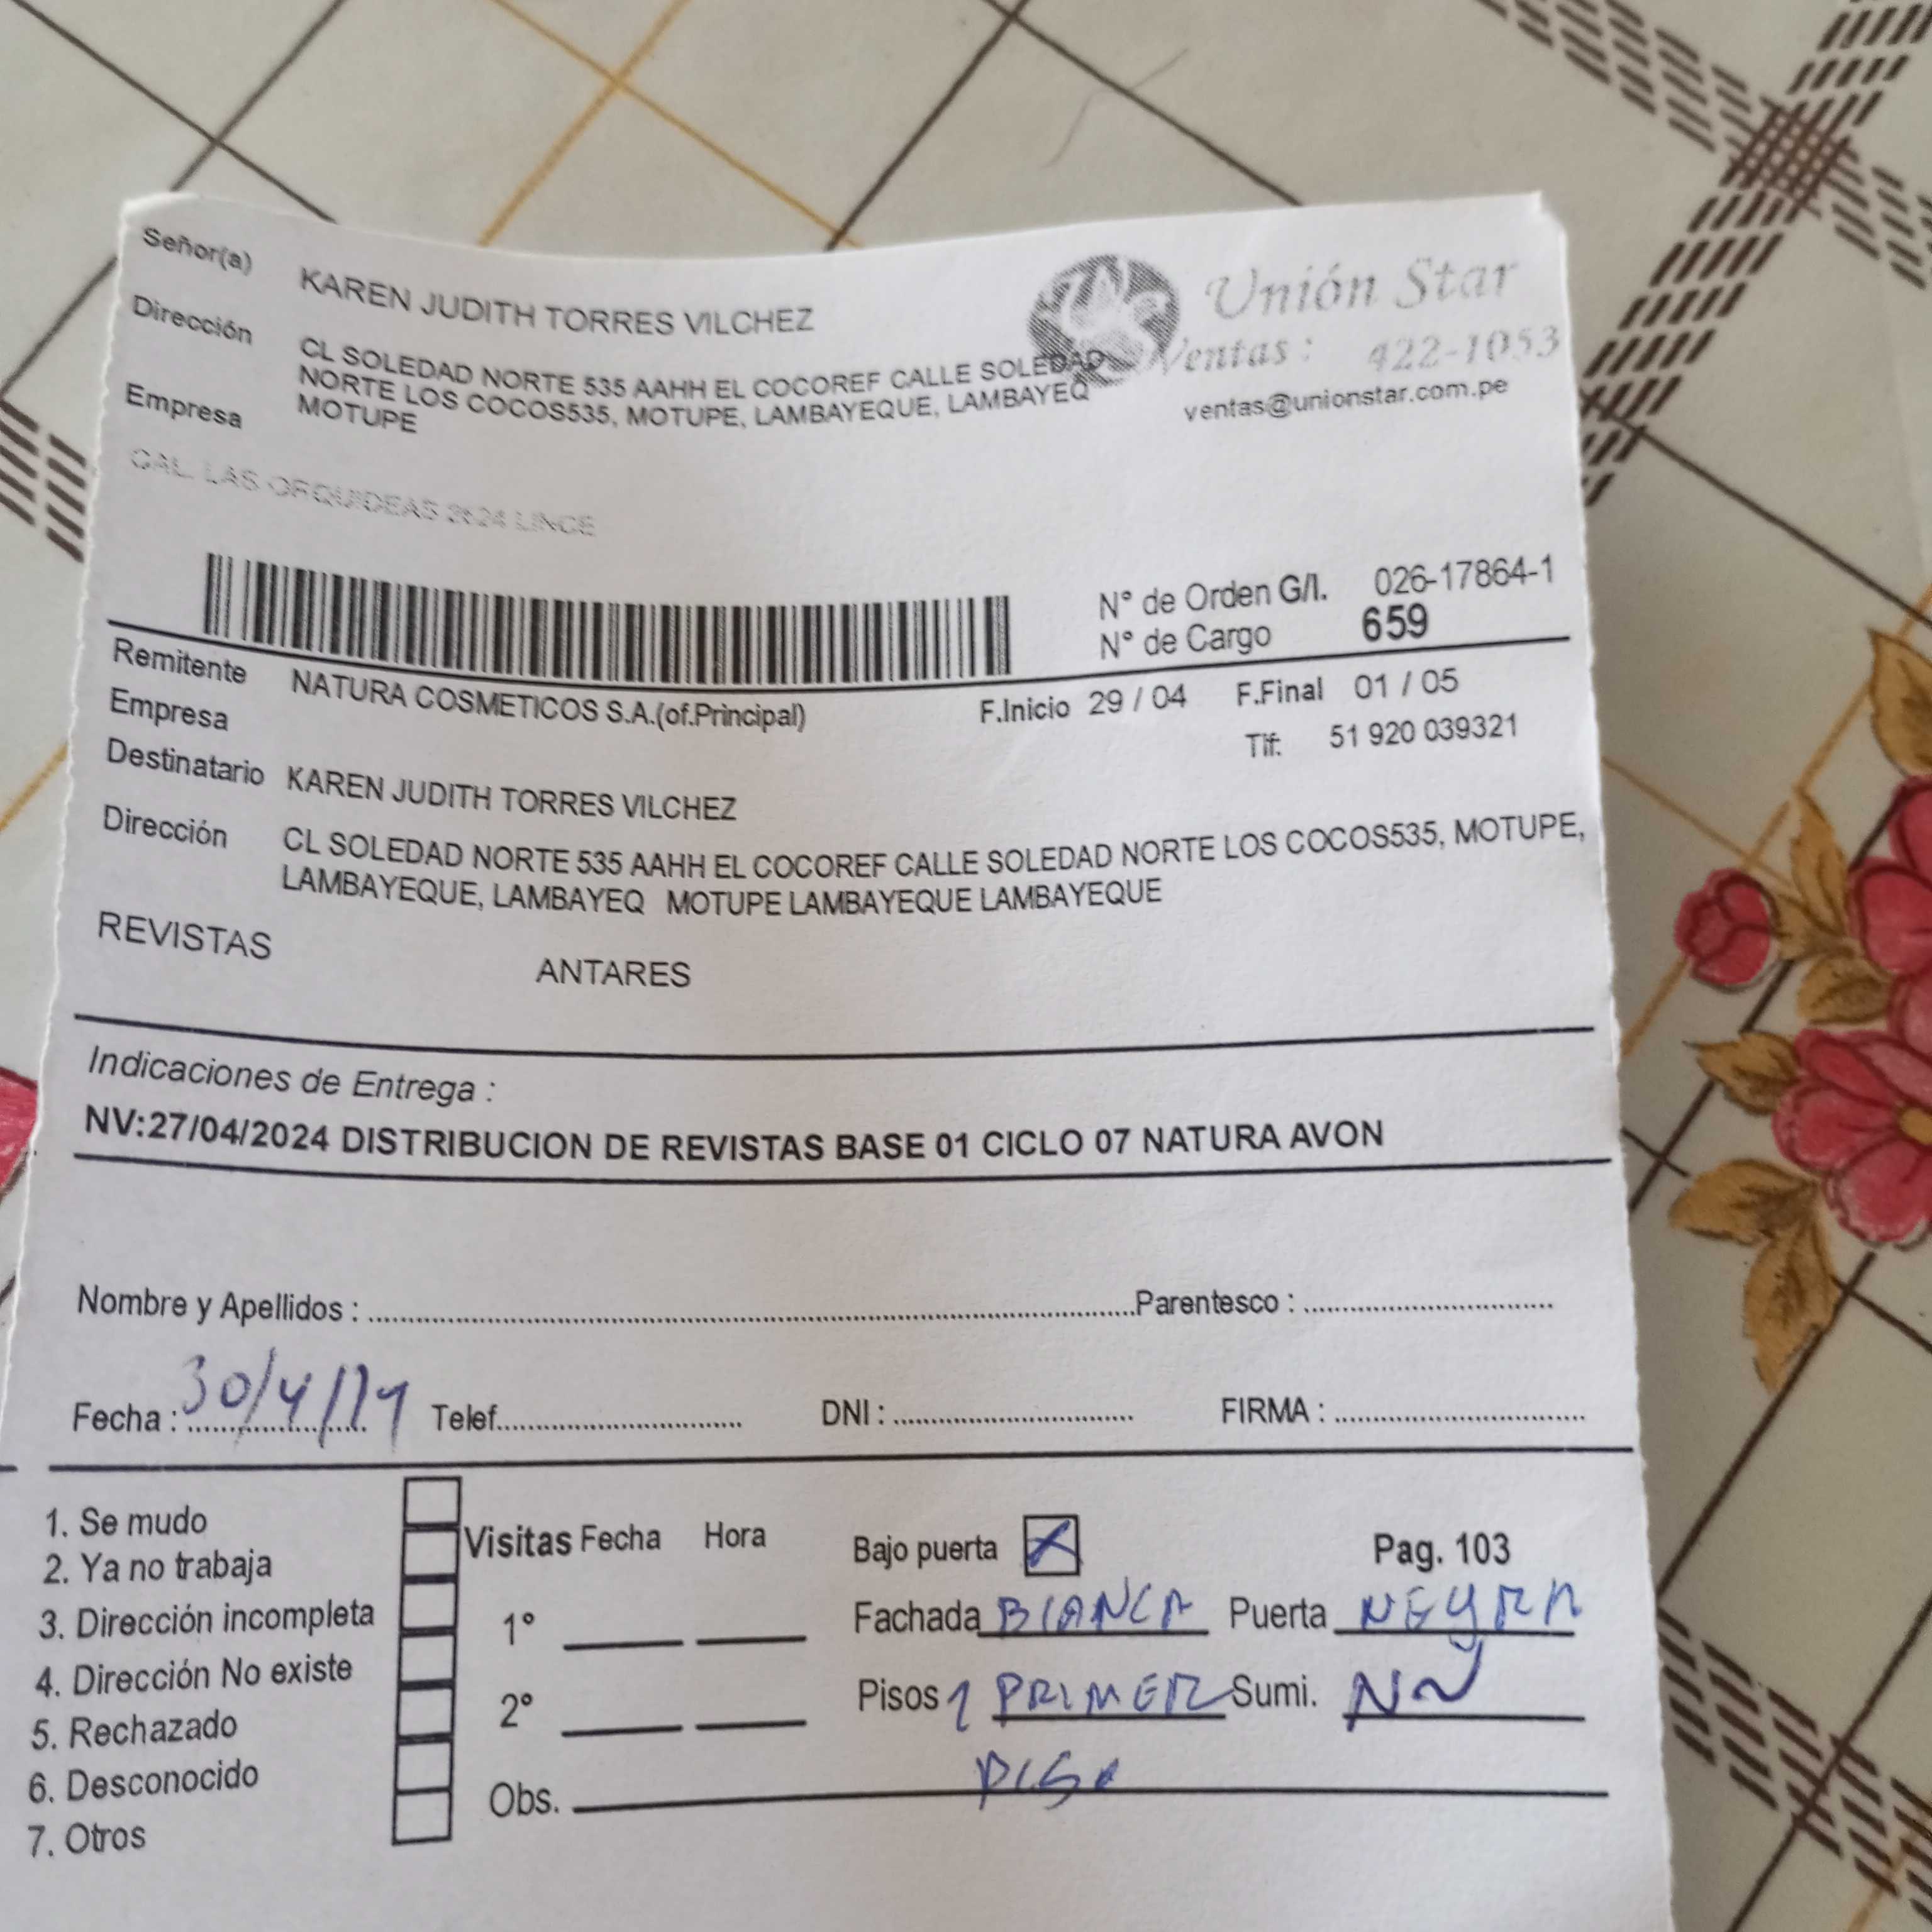 Señor(a) KAREN JUDITH TORRES VILCHEZ
Unión Star
Ventas : 422-1053
ventas@unionstar.com.pe
Dirección CL SOLEDAD NORTE 535 AAHH EL COCOREF CALLE SOLEDAD
NORTE LOS COCOS535, MOTUPE, LAMBAYEQUE, LAMBAYEQ
MOTUPE
Empresa
CAL. LAS ORQUIDEAS 2624 LINCE
N° de Orden G/I. 026-17864-1
N° de Cargo 659
Remitente NATURA COSMETICOS S.A.(of.Principal) F.Inicio 29 / 04 F.Final 01 / 05
Empresa Tlf: 51 920 039321
Destinatario KAREN JUDITH TORRES VILCHEZ
Dirección CL SOLEDAD NORTE 535 AAHH EL COCOREF CALLE SOLEDAD NORTE LOS COCOS535, MOTUPE,
LAMBAYEQUE, LAMBAYEQ MOTUPE LAMBAYEQUE LAMBAYEQUE
REVISTAS ANTARES
Indicaciones de Entrega :
NV:27/04/2024 DISTRIBUCION DE REVISTAS BASE 01 CICLO 07 NATURA AVON
Nombre y Apellidos : Parentesco :
Fecha : 30/4/ Telef. DNI : FIRMA :
1. Se mudo
2. Ya no trabaja
3. Dirección incompleta
4. Dirección No existe
5. Rechazado
6. Desconocido
7. Otros
Visitas Fecha Hora
1°
2°
Obs.
Bajo puerta X Pag. 103
Fachada BLANCA Puerta NEGRA
Pisos 1 PRIMER Sumi.
PISO